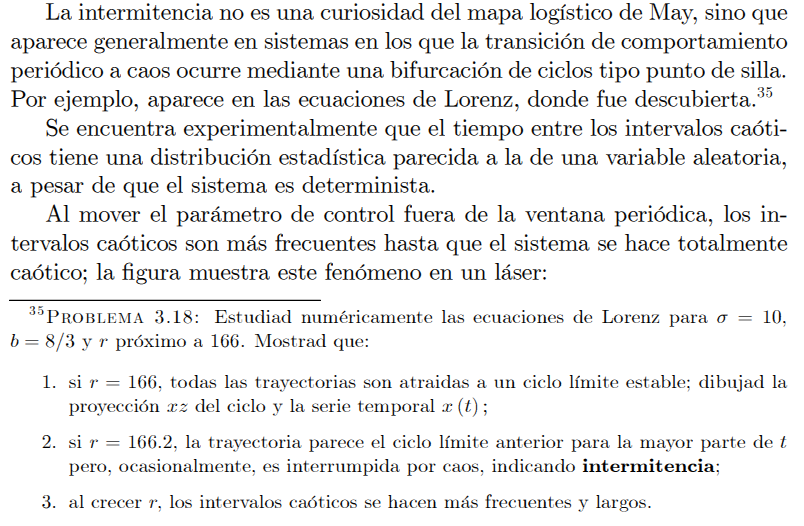 La intermitencia no es una curiosidad del mapa logístico de May, sino que
aparece generalmente en sistemas en los que la transición de comportamiento
periódico a caos ocurre mediante una bifurcación de ciclos tipo punto de silla.
Por ejemplo, aparece en las ecuaciones de Lorenz, donde fue descubierta.³⁵
Se encuentra experimentalmente que el tiempo entre los intervalos caóti-
cos tiene una distribución estadística parecida a la de una variable aleatoria,
a pesar de que el sistema es determinista.
Al mover el parámetro de control fuera de la ventana periódica, los in-
tervalos caóticos son más frecuentes hasta que el sistema se hace totalmente
caótico; la figura muestra este fenómeno en un láser:
³⁵PROBLEMA 3.18: Estudiad numéricamente las ecuaciones de Lorenz para σ = 10,
b = 8/3 y r próximo a 166. Mostrad que:
1. si r = 166, todas las trayectorias son atraidas a un ciclo límite estable; dibujad la
proyección xz del ciclo y la serie temporal x (t) ;
2. si r = 166.2, la trayectoria parece el ciclo límite anterior para la mayor parte de t
pero, ocasionalmente, es interrumpida por caos, indicando intermitencia;
3. al crecer r, los intervalos caóticos se hacen más frecuentes y largos.